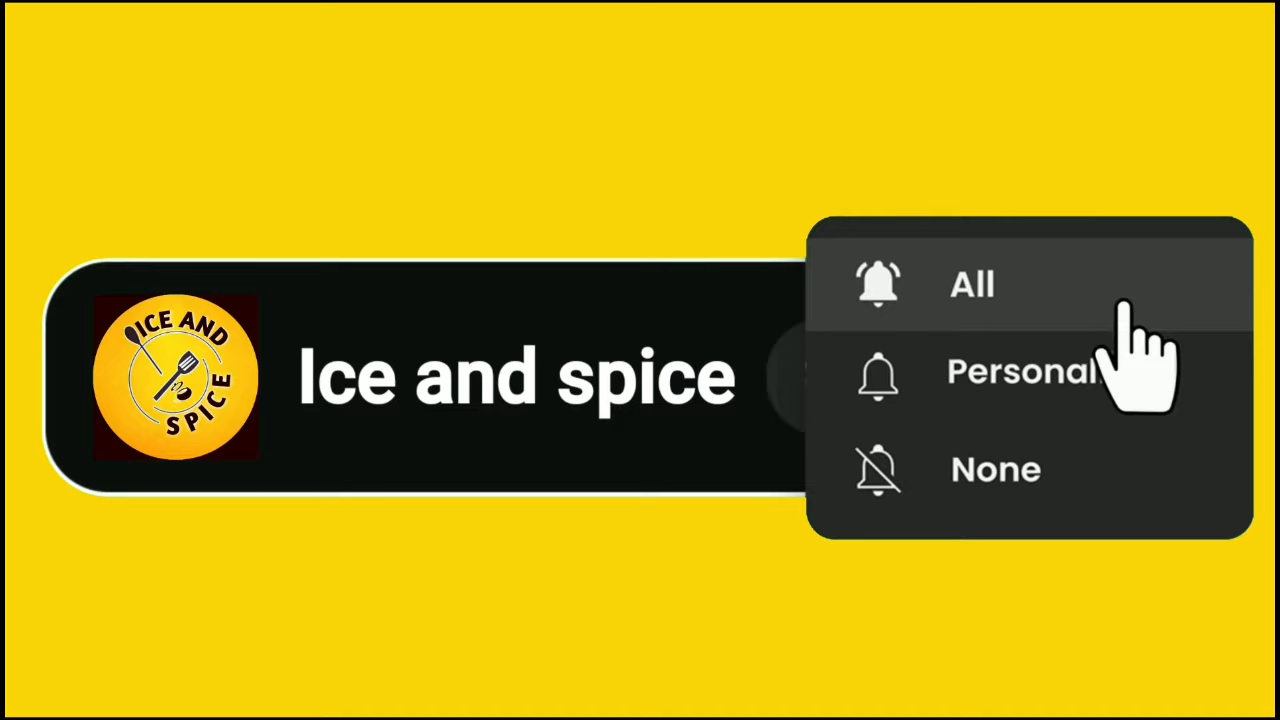 ICE AND
SPICE
Ice and spice
All
Personal
None